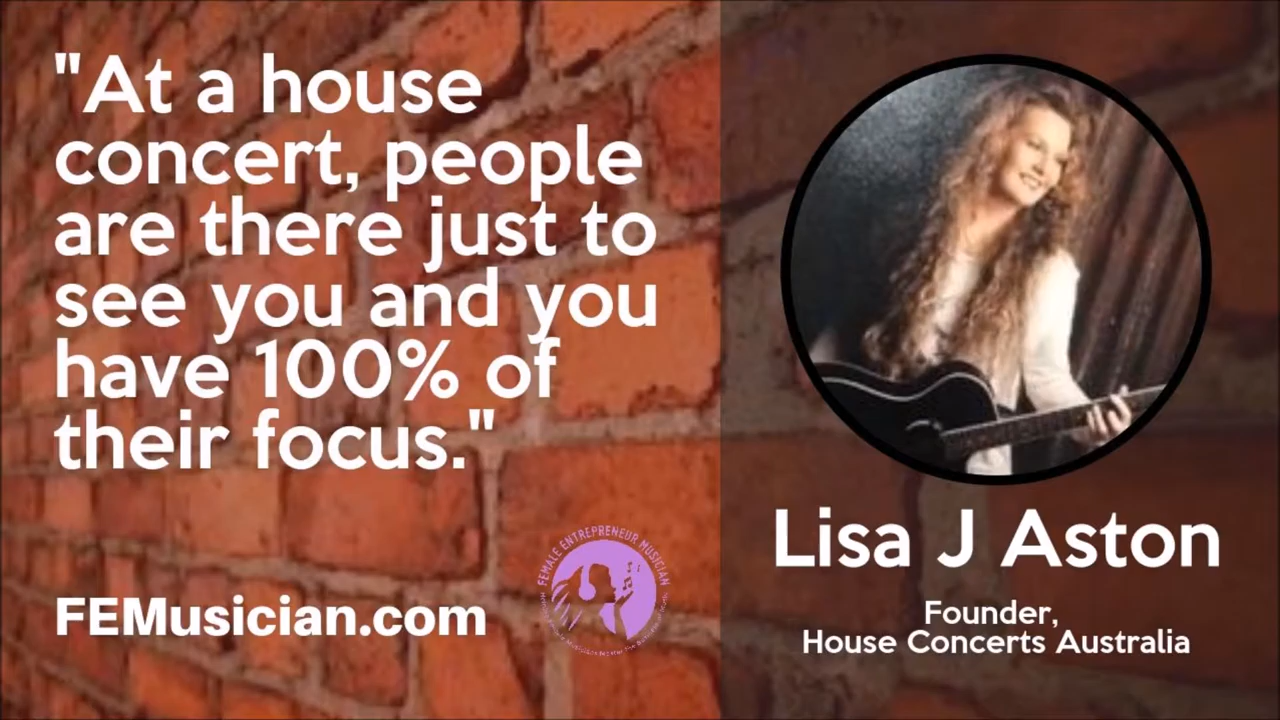 "At a house
concert, people
are there just to
see you and you
have 100% of
their focus."
FEMusician.com
FEMALE ENTREPRENEUR MUSICIAN
Lisa J Aston
Founder,
House Concerts Australia